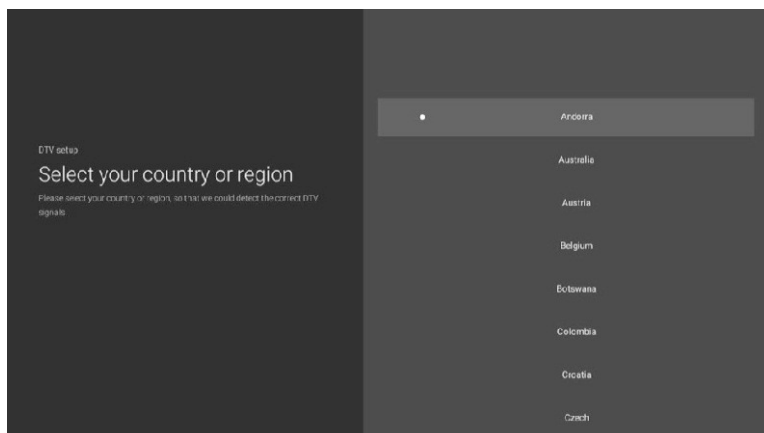 DTV setup
Select your country or region
Please select your country or region, so that we could detect the correct DTV
signals
Andorra
Australia
Austria
Belgium
Botswana
Colombia
Croatia
Czech